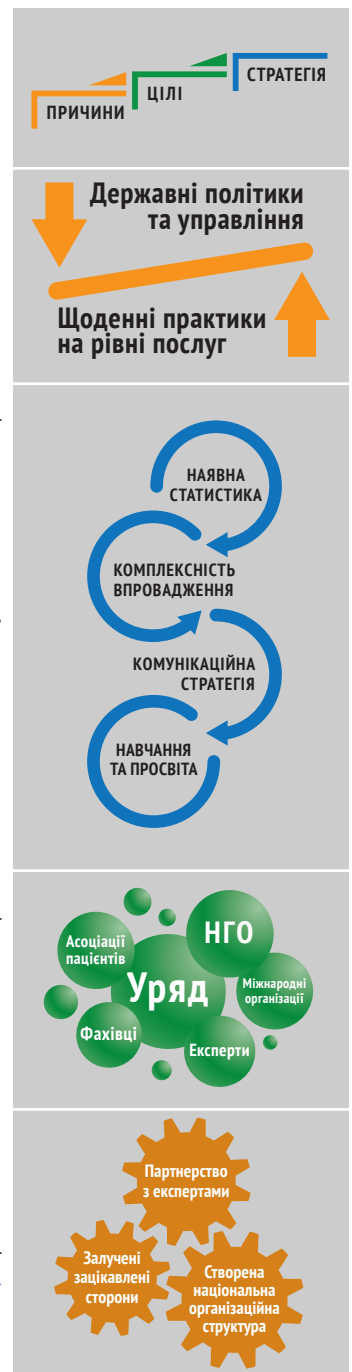 ПРИЧИНИ
ЦІЛІ
СТРАТЕГІЯ
Державні політики
та управління
Щоденні практики
на рівні послуг
НАЯВНА
СТАТИСТИКА
КОМПЛЕКСНІСТЬ
ВПРОВАДЖЕННЯ
КОМУНІКАЦІЙНА
СТРАТЕГІЯ
НАВЧАННЯ
ТА ПРОСВІТА
НГО
Асоціації
пацієнтів
Уряд
Міжнародні
організації
Фахівці
Експерти
Партнерство
з експертами
Залучені
зацікавлені
сторони
Створена
національна
організаційна
структура